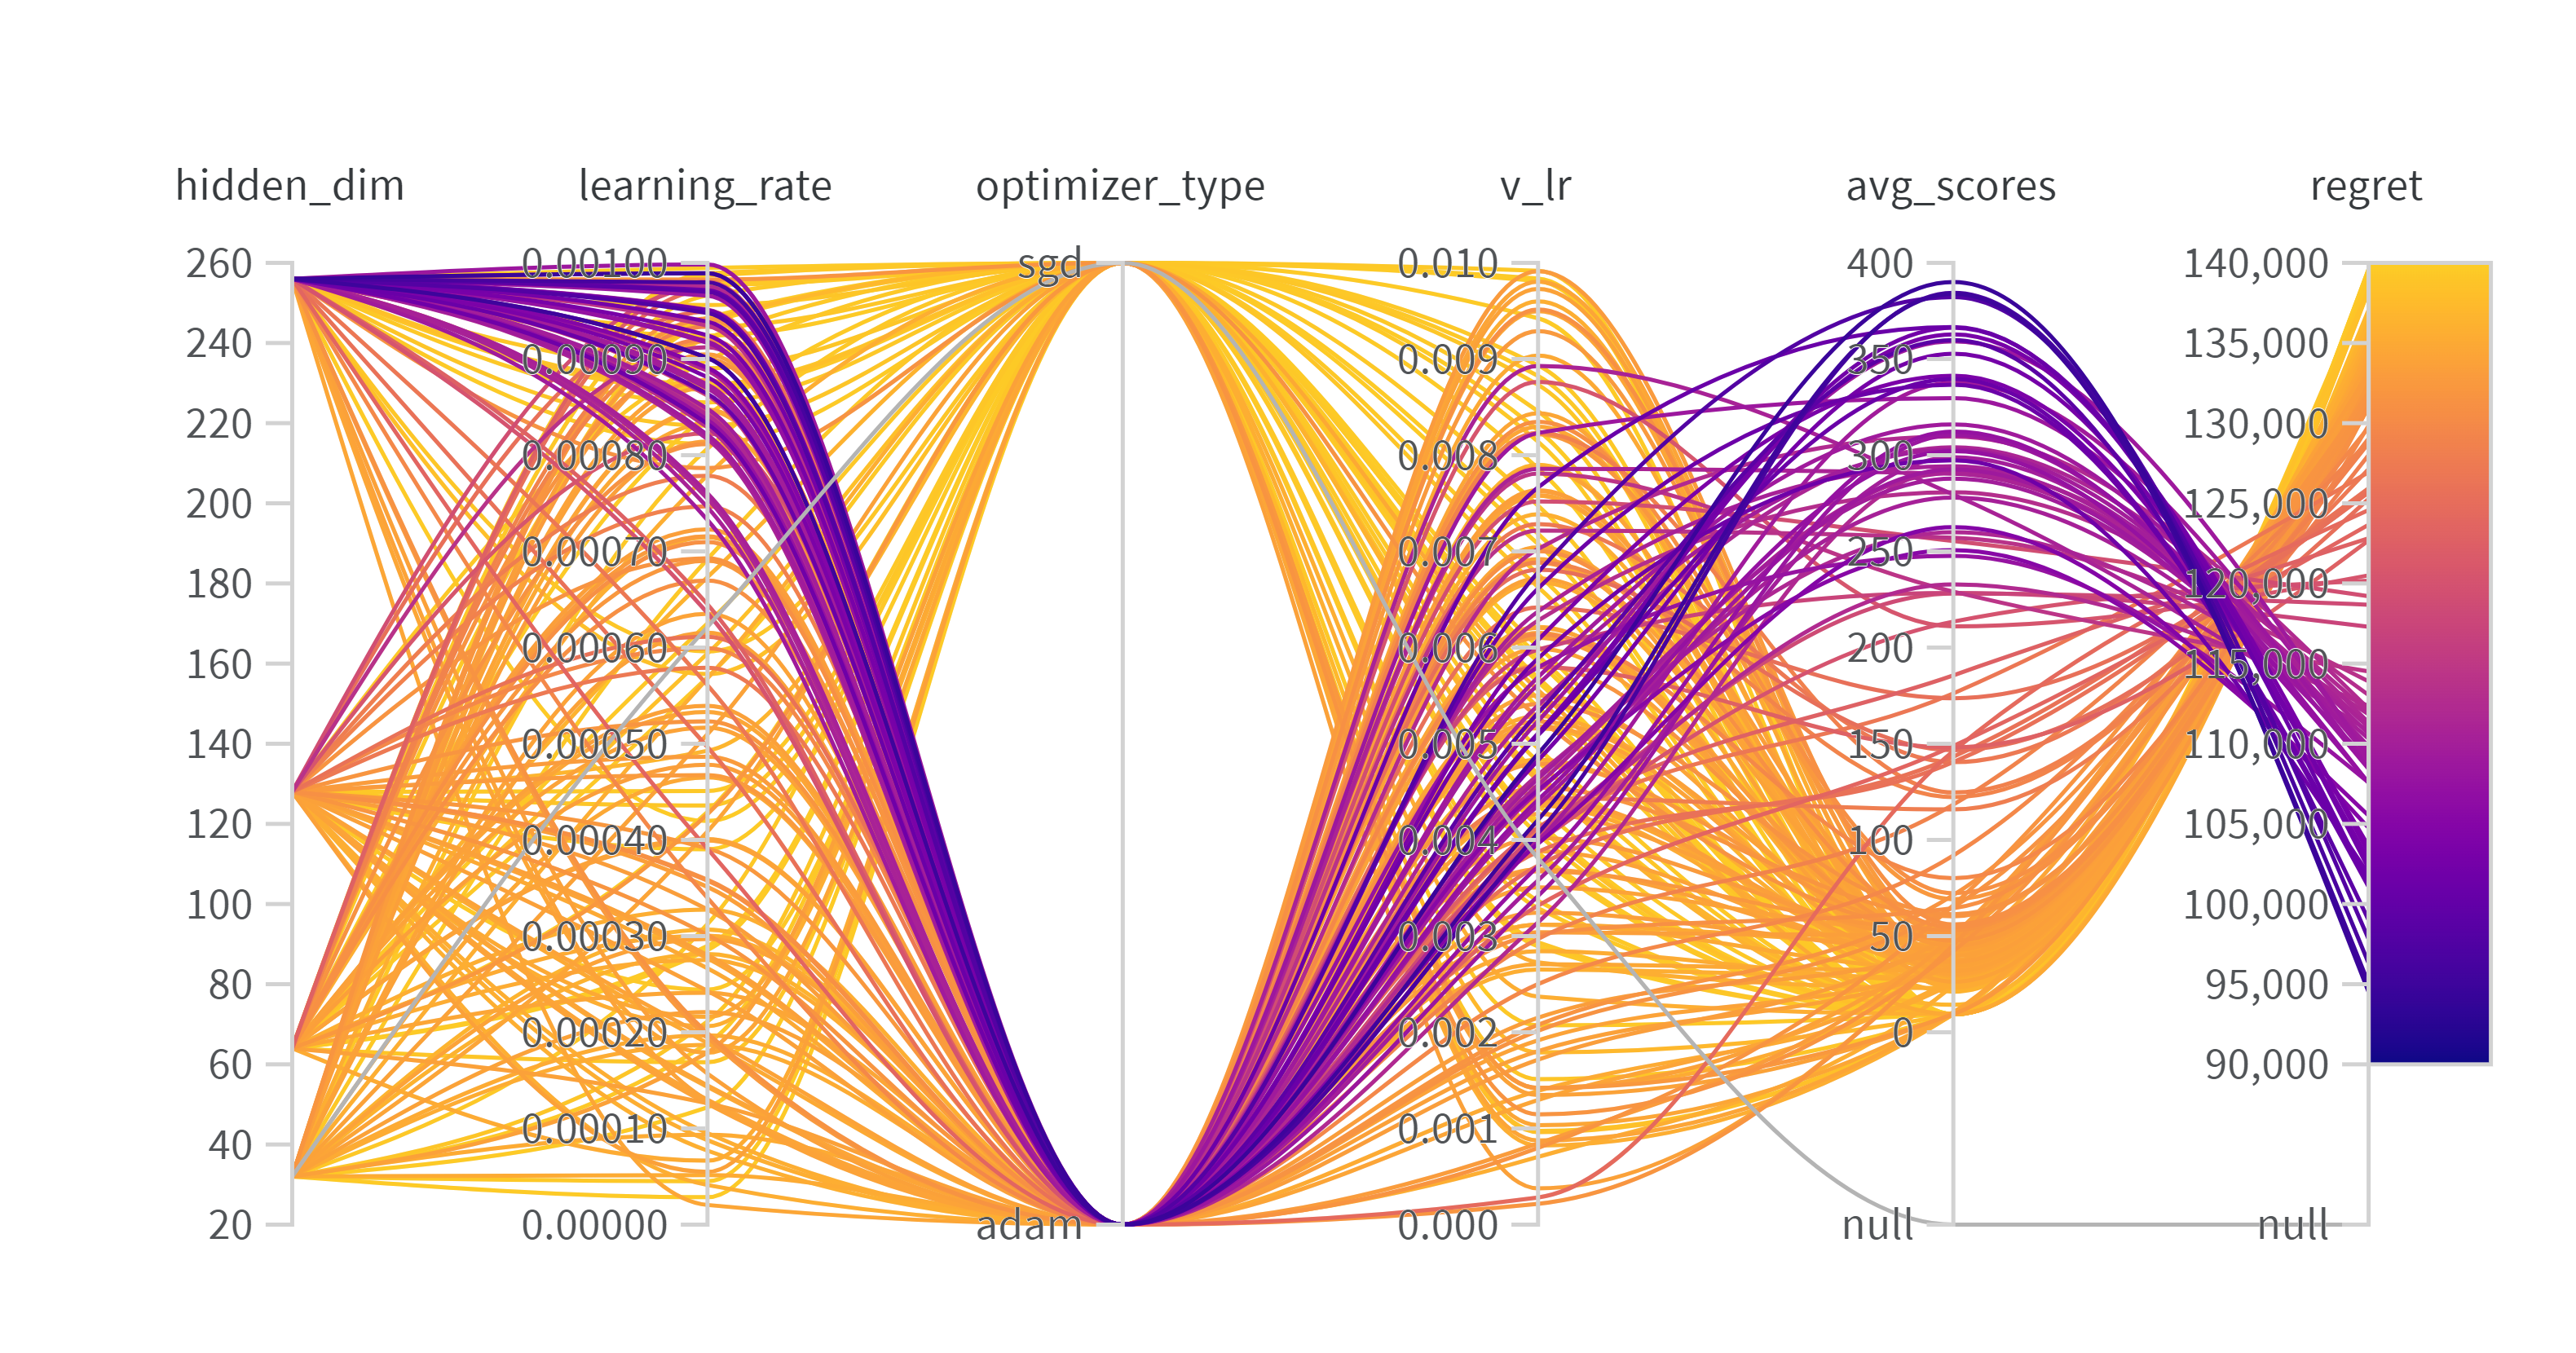 hidden_dim learning_rate optimizer_type v_lr avg_scores regret
260 0.00100 sgd 0.010 400 140,000
240 0.00090 0.009 350 135,000
220 0.00080 0.008 300 130,000
200 0.00070 0.007 250 125,000
180 0.00060 0.006 200 120,000
160 0.00050 0.005 150 115,000
140 0.00040 0.004 100 110,000
120 0.00030 0.003 50 105,000
100 0.00020 0.002 0 100,000
80 0.00010 0.001 95,000
60 90,000
40
20 0.00000 adam 0.000 null null